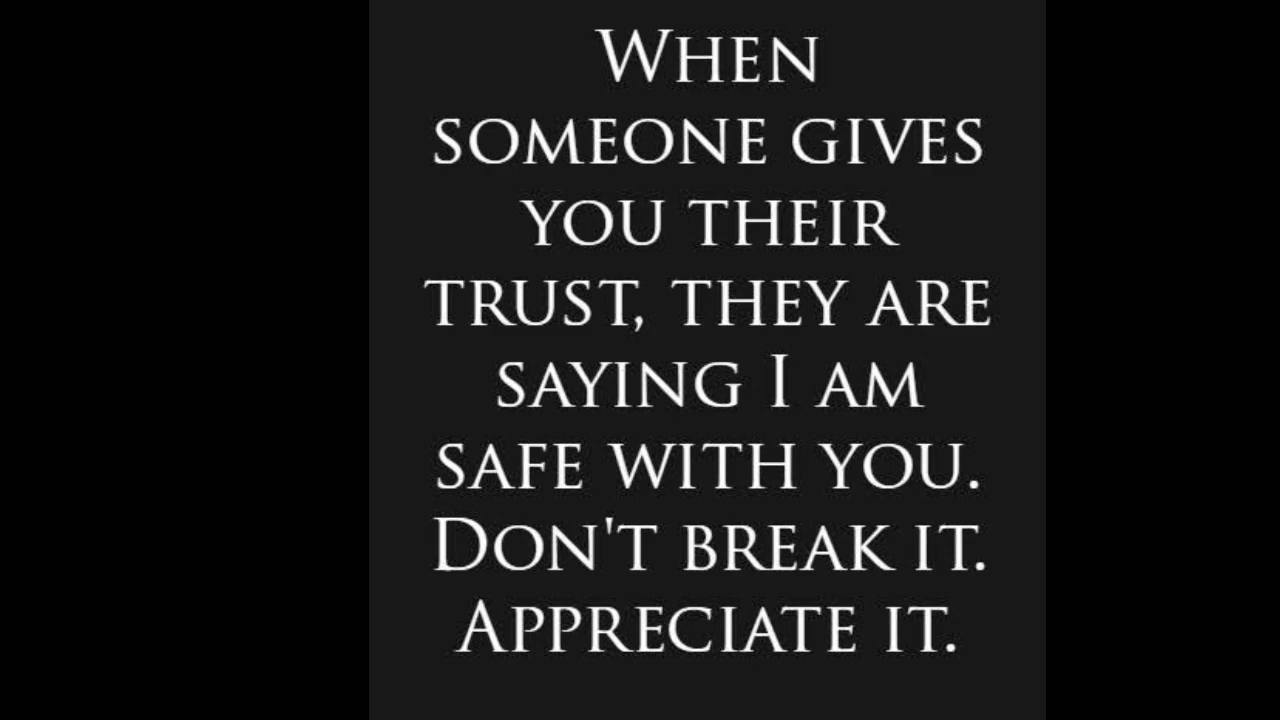 When
someone gives
you their
trust, they are
saying I am
safe with you.
Don't break it.
Appreciate it.